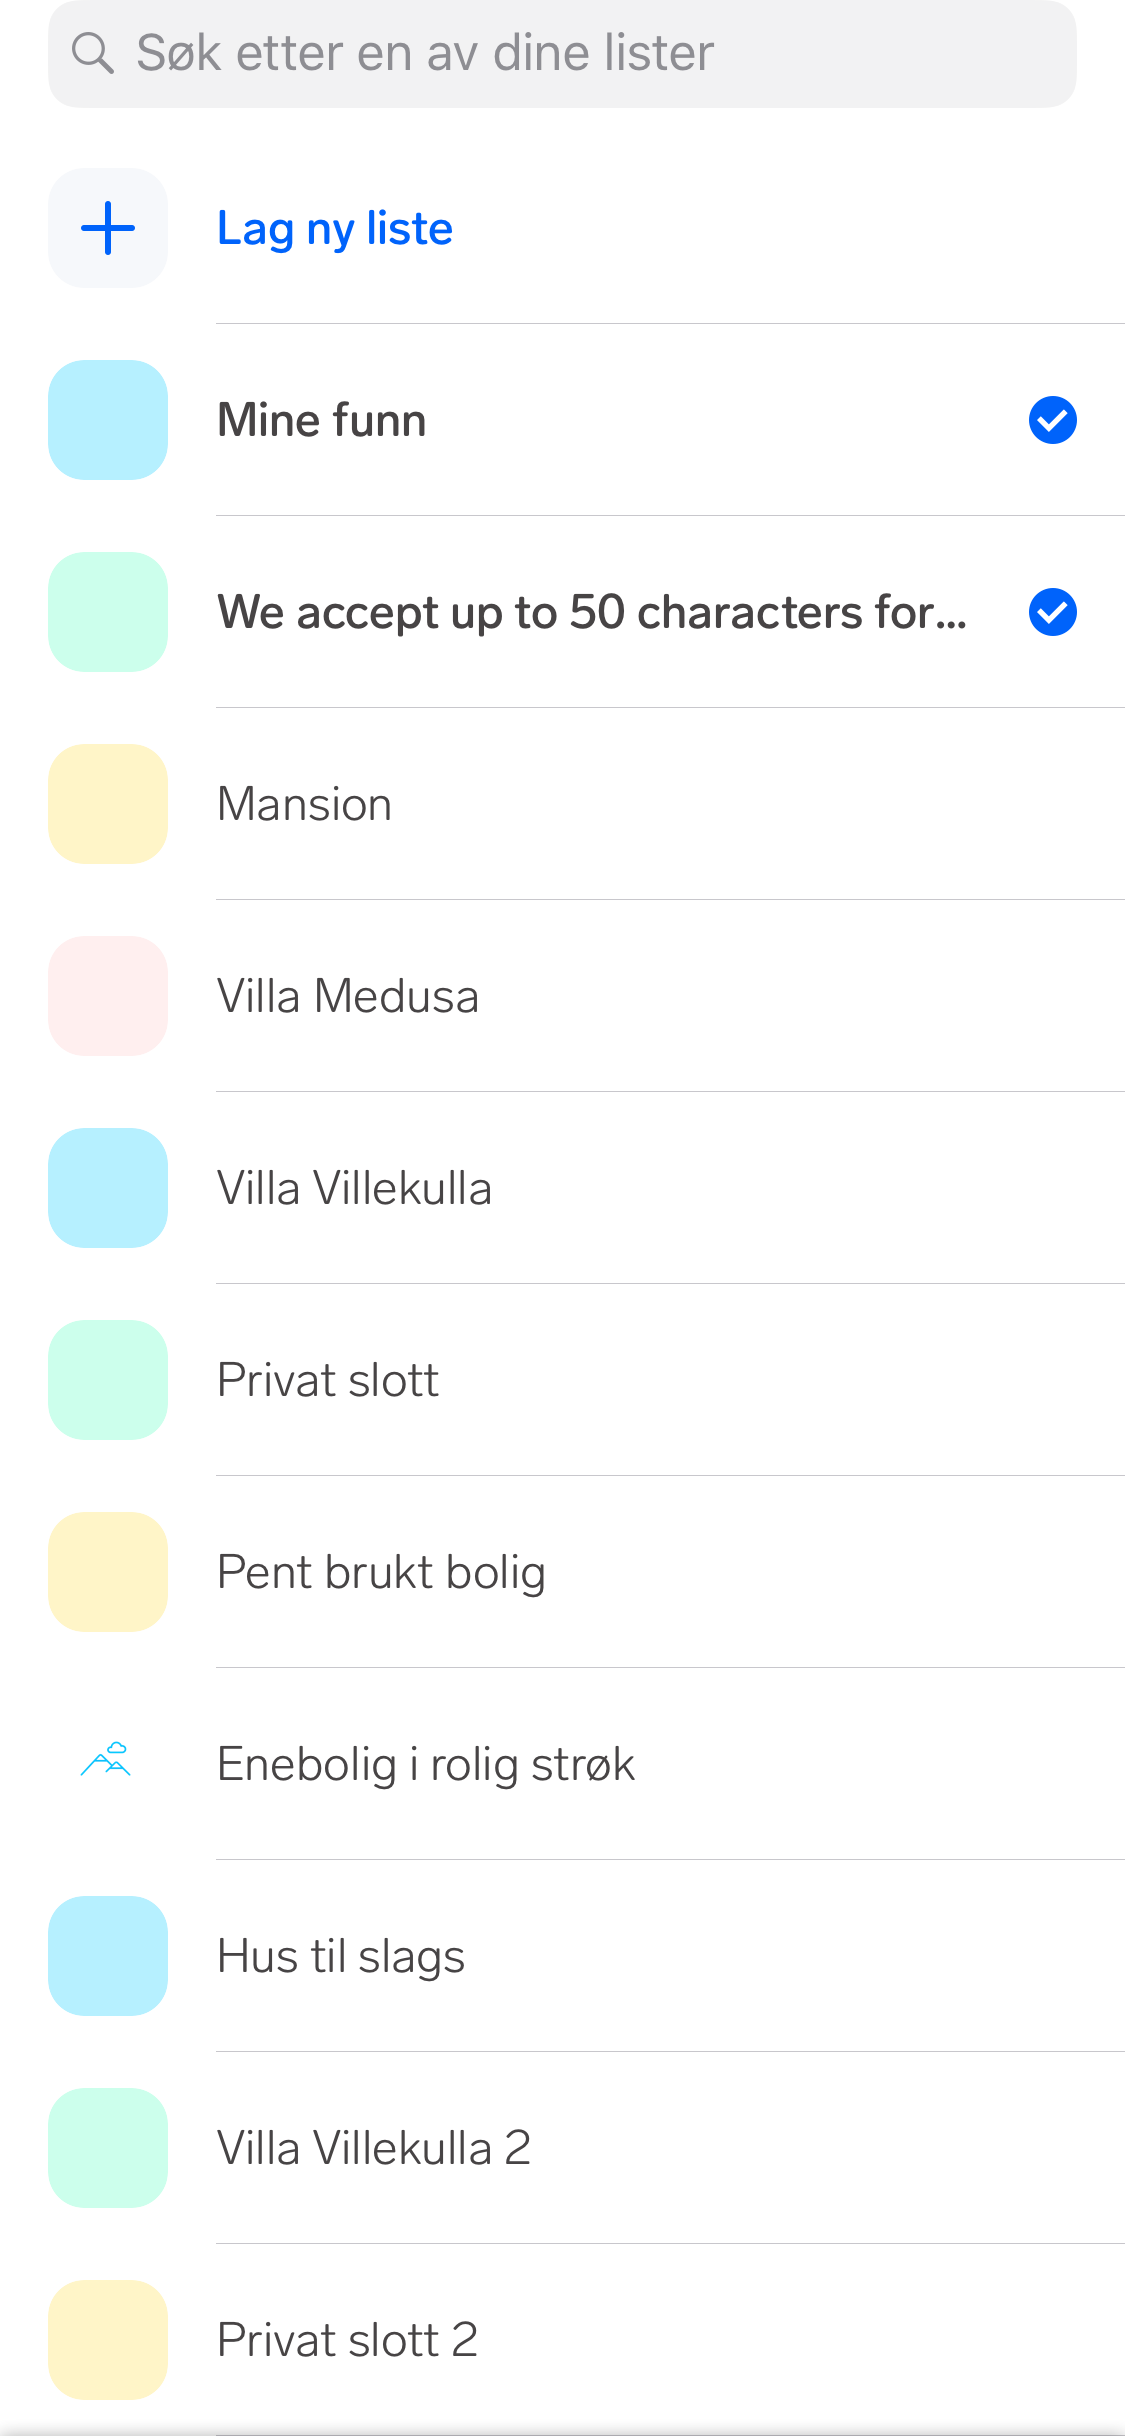 Søk etter en av dine lister
Lag ny liste
Mine funn
We accept up to 50 characters for...
Mansion
Villa Medusa
Villa Villekulla
Privat slott
Pent brukt bolig
Enebolig i rolig strøk
Hus til slags
Villa Villekulla 2
Privat slott 2